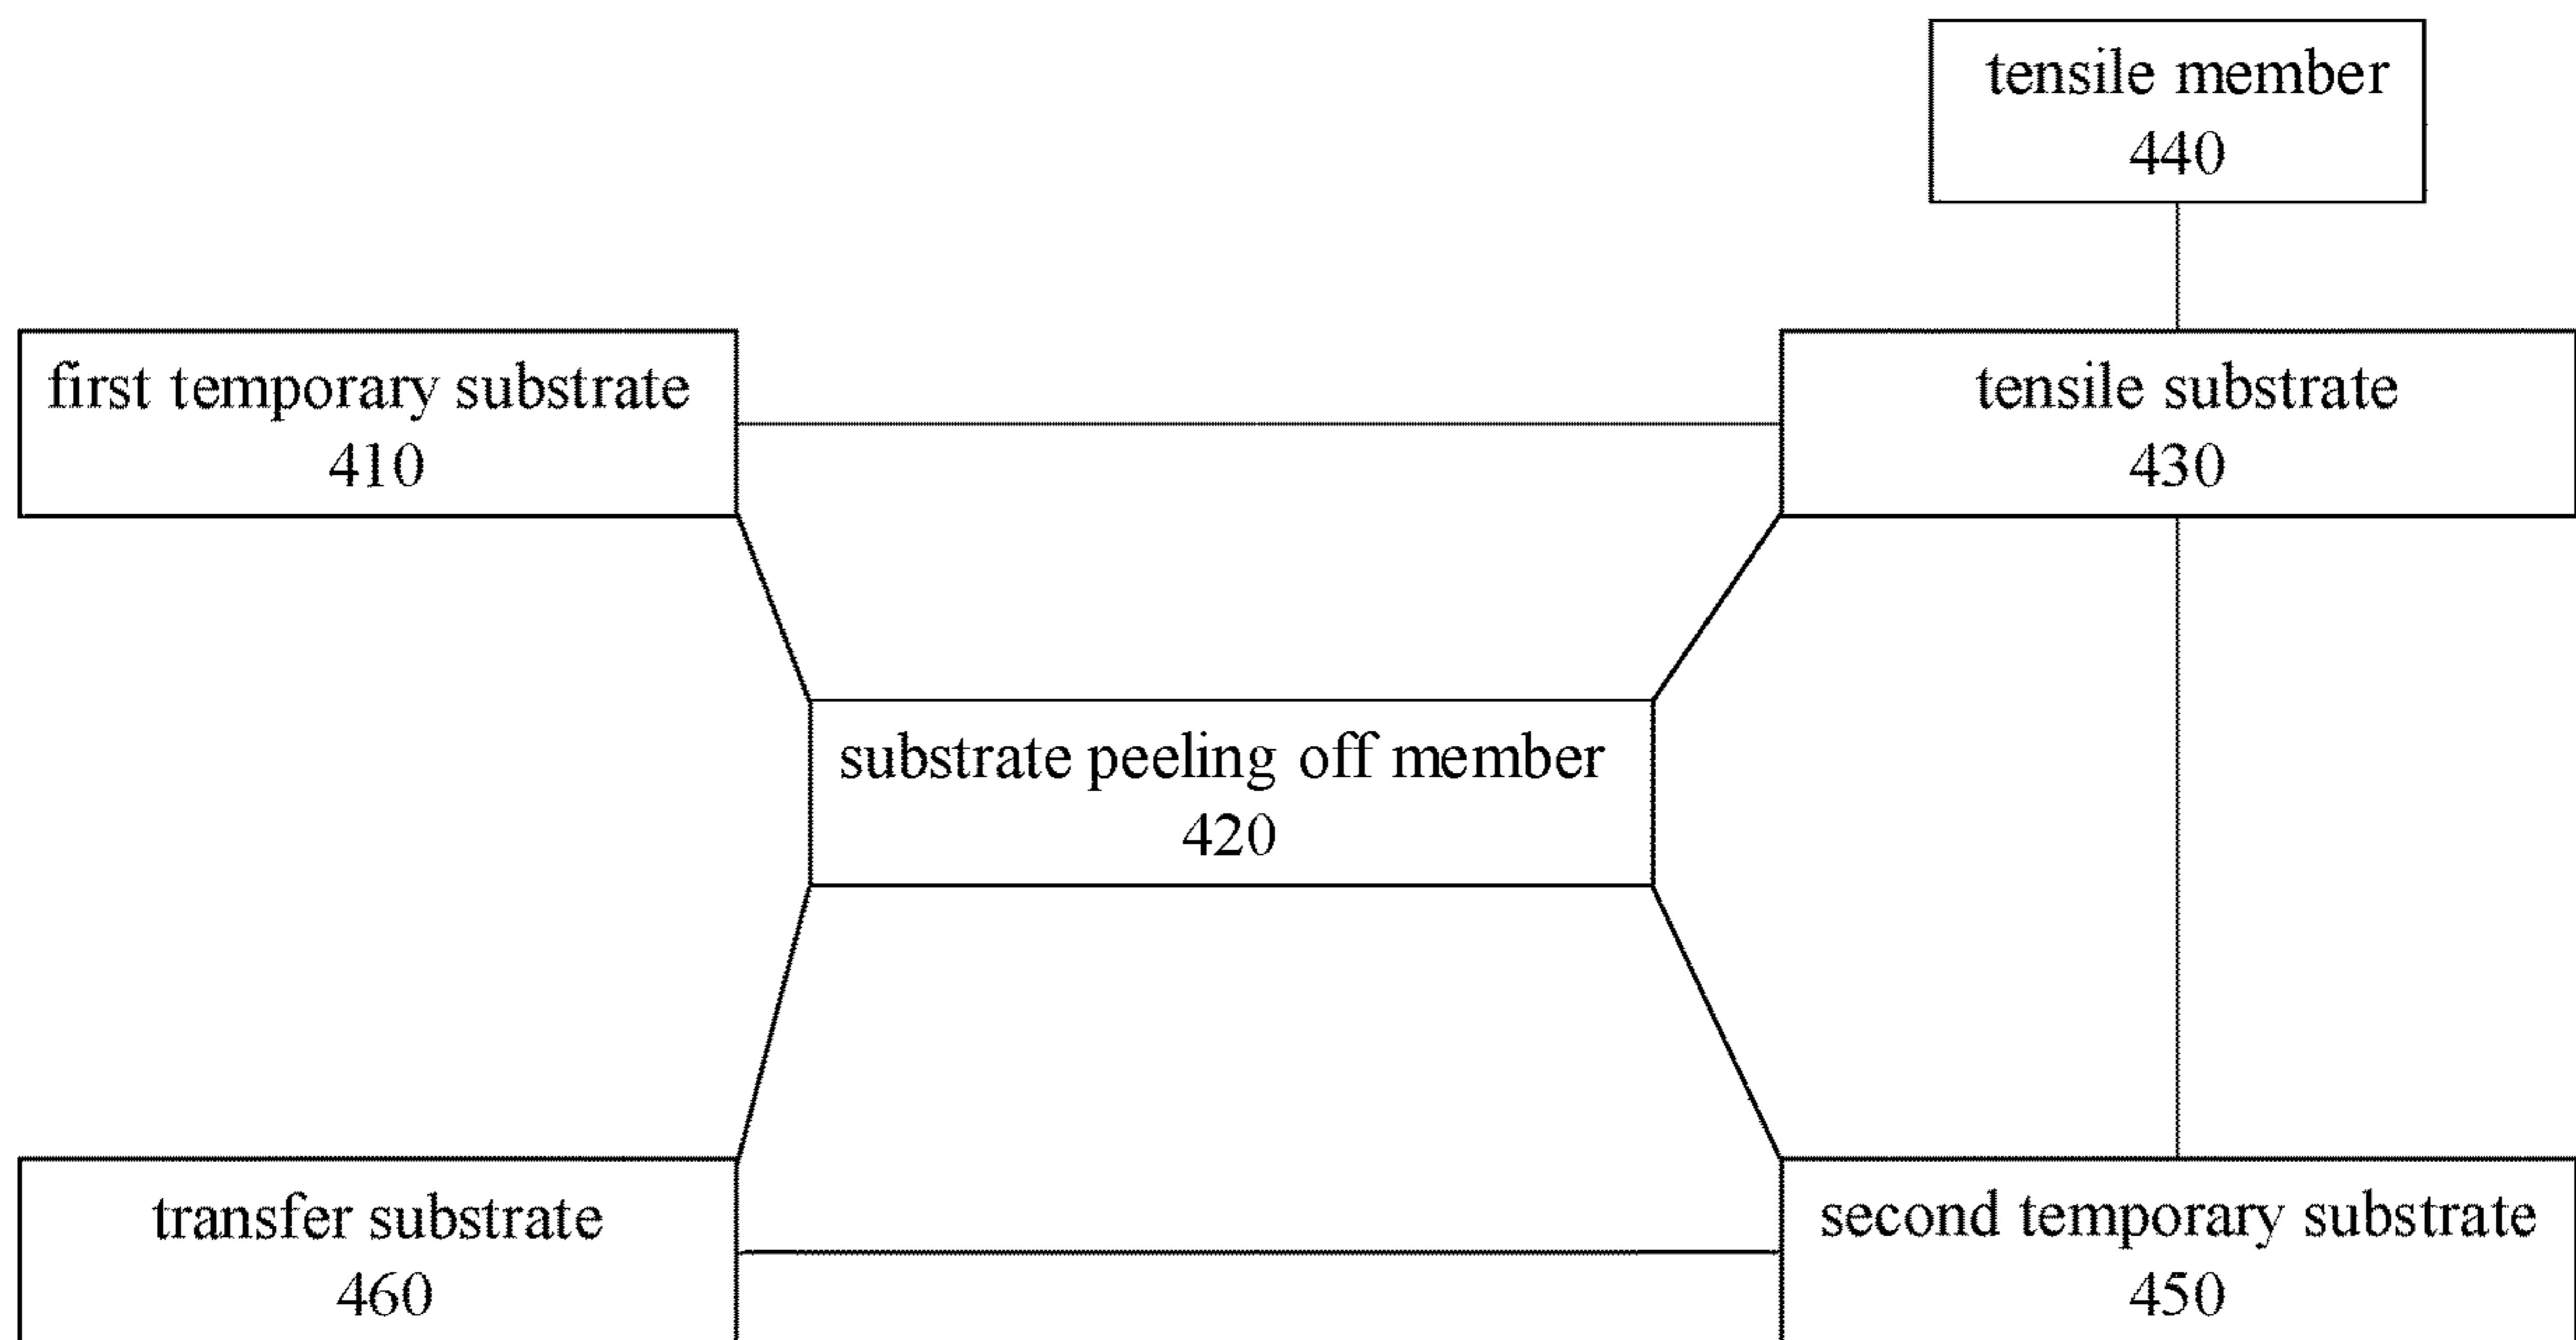 tensile member
440
first temporary substrate
410
tensile substrate
430
substrate peeling off member
420
transfer substrate
460
second temporary substrate
450